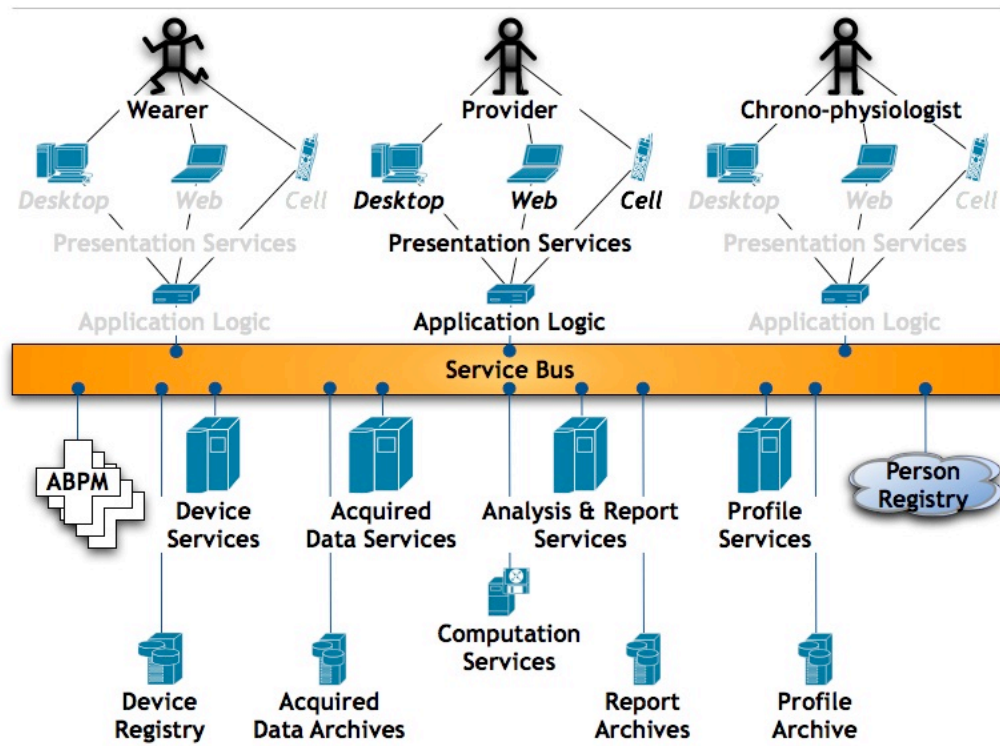 Wearer
Provider
Chrono-physiologist
Desktop
Web
Cell
Desktop
Web
Cell
Desktop
Web
Cell
Presentation Services
Presentation Services
Presentation Services
Application Logic
Application Logic
Application Logic
Service Bus
ABPM
Device
Services
Acquired
Data Services
Analysis & Report
Services
Profile
Services
Person
Registry
Computation
Services
Device
Registry
Acquired
Data Archives
Report
Archives
Profile
Archive